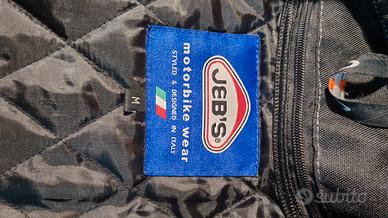 JEB'S®
motorbike wear
STYLED & DESIGNED IN ITALY
M
subito